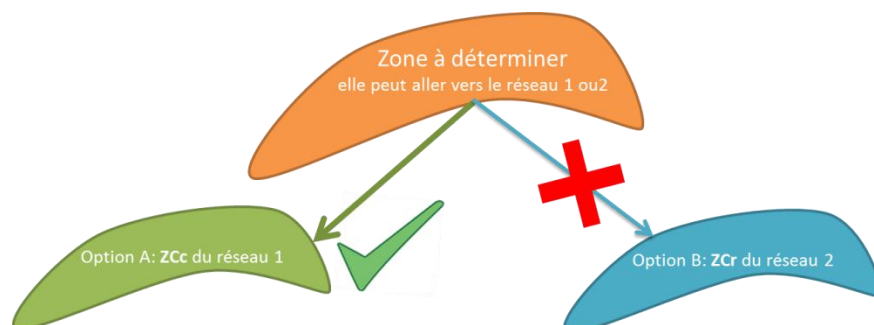 Zone à déterminer
elle peut aller vers le réseau 1 ou2
Option A: ZCc du réseau 1
Option B: ZCr du réseau 2